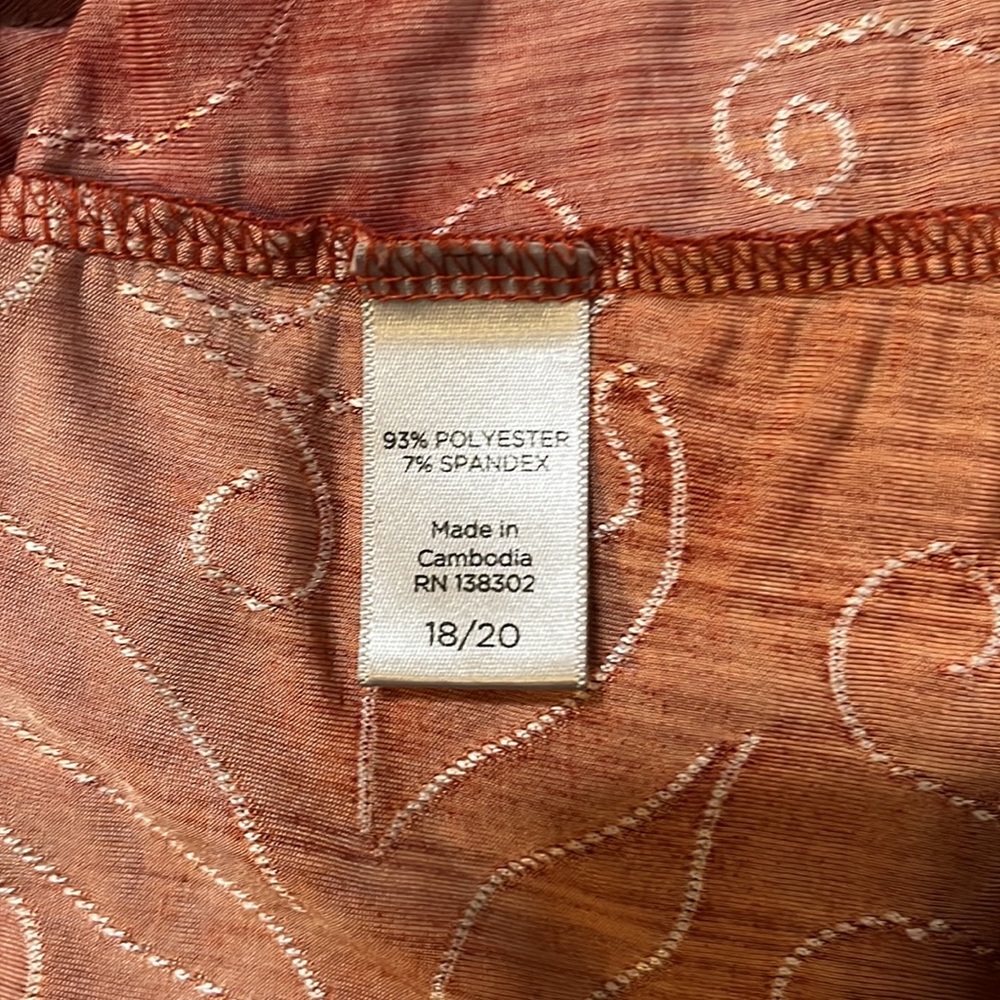 93% POLYESTER
7% SPANDEX
Made in
Cambodia
RN 138302
18/20